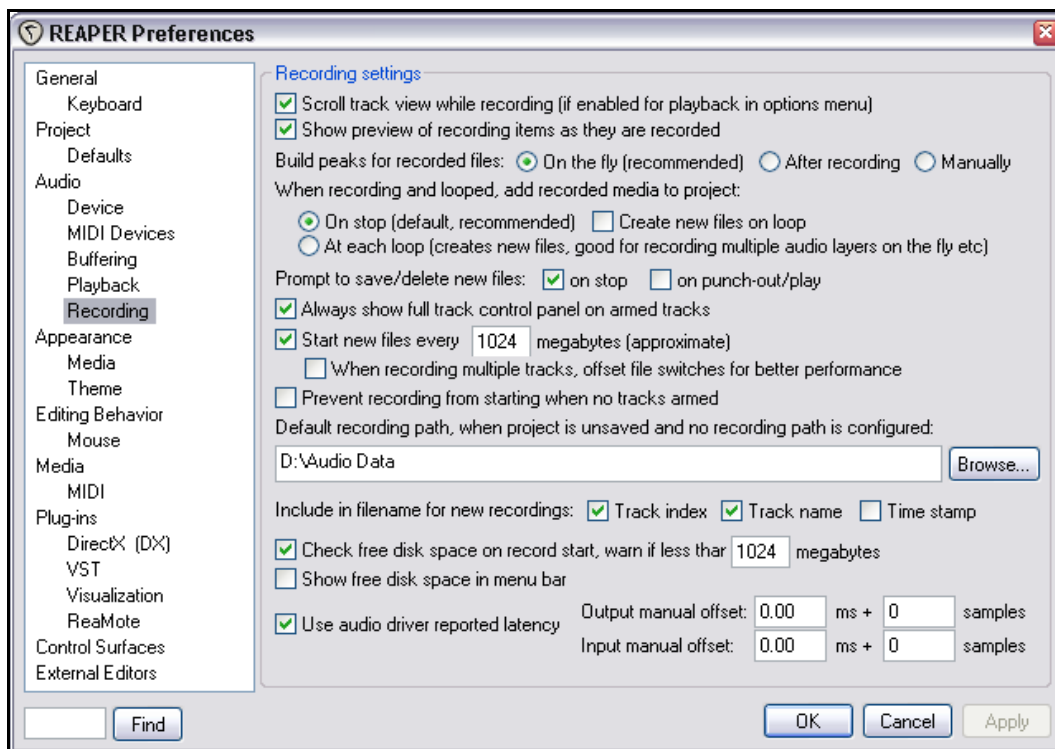 REAPER Preferences
General
Keyboard
Project
Defaults
Audio
Device
MIDI Devices
Buffering
Playback
Recording
Appearance
Media
Theme
Editing Behavior
Mouse
Media
MIDI
Plug-ins
DirectX (DX)
VST
Visualization
ReaMote
Control Surfaces
External Editors
Find
Recording settings
Scroll track view while recording (if enabled for playback in options menu)
Show preview of recording items as they are recorded
Build peaks for recorded files: On the fly (recommended) After recording Manually
When recording and looped, add recorded media to project:
On stop (default, recommended) Create new files on loop
At each loop (creates new files, good for recording multiple audio layers on the fly etc)
Prompt to save/delete new files: on stop on punch-out/play
Always show full track control panel on armed tracks
Start new files every 1024 megabytes (approximate)
When recording multiple tracks, offset file switches for better performance
Prevent recording from starting when no tracks armed
Default recording path, when project is unsaved and no recording path is configured:
D:\Audio Data Browse...
Include in filename for new recordings: Track index Track name Time stamp
Check free disk space on record start, warn if less thar 1024 megabytes
Show free disk space in menu bar
Use audio driver reported latency
Output manual offset: 0.00 ms + 0 samples
Input manual offset: 0.00 ms + 0 samples
OK Cancel Apply